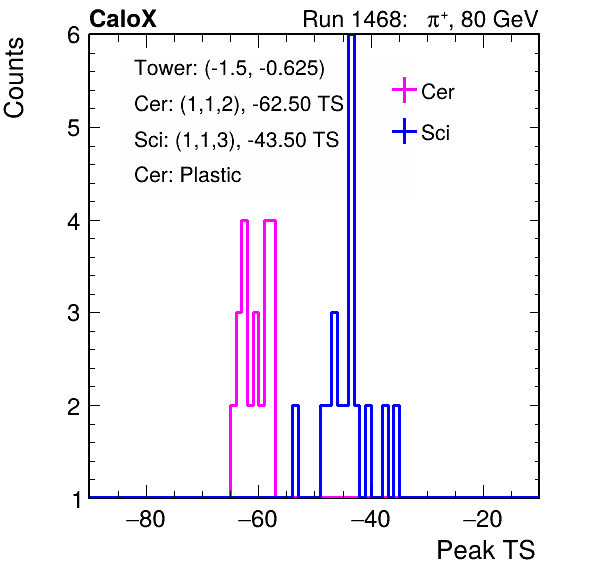 CaloX
Run 1468: π⁺, 80 GeV
Counts
Tower: (-1.5, -0.625)
Cer: (1,1,2), -62.50 TS
Sci: (1,1,3), -43.50 TS
Cer: Plastic
Cer
Sci
6
5
4
3
2
1
−80 −60 −40 −20
Peak TS